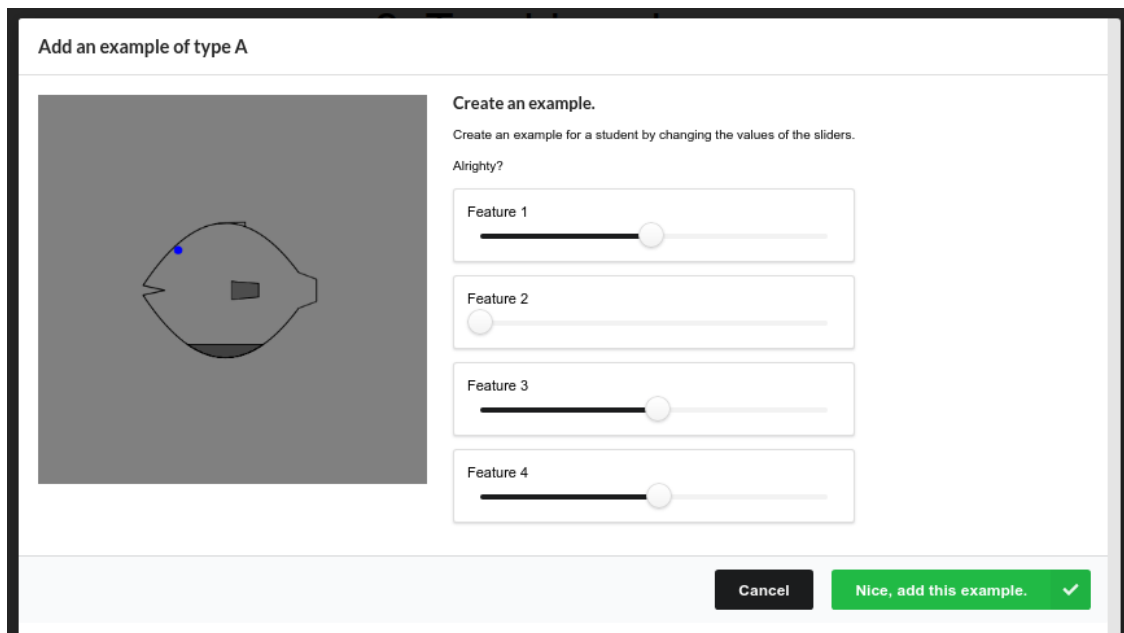 Add an example of type A
Create an example.
Create an example for a student by changing the values of the sliders.
Alrighty?
Feature 1
Feature 2
Feature 3
Feature 4
Cancel
Nice, add this example.